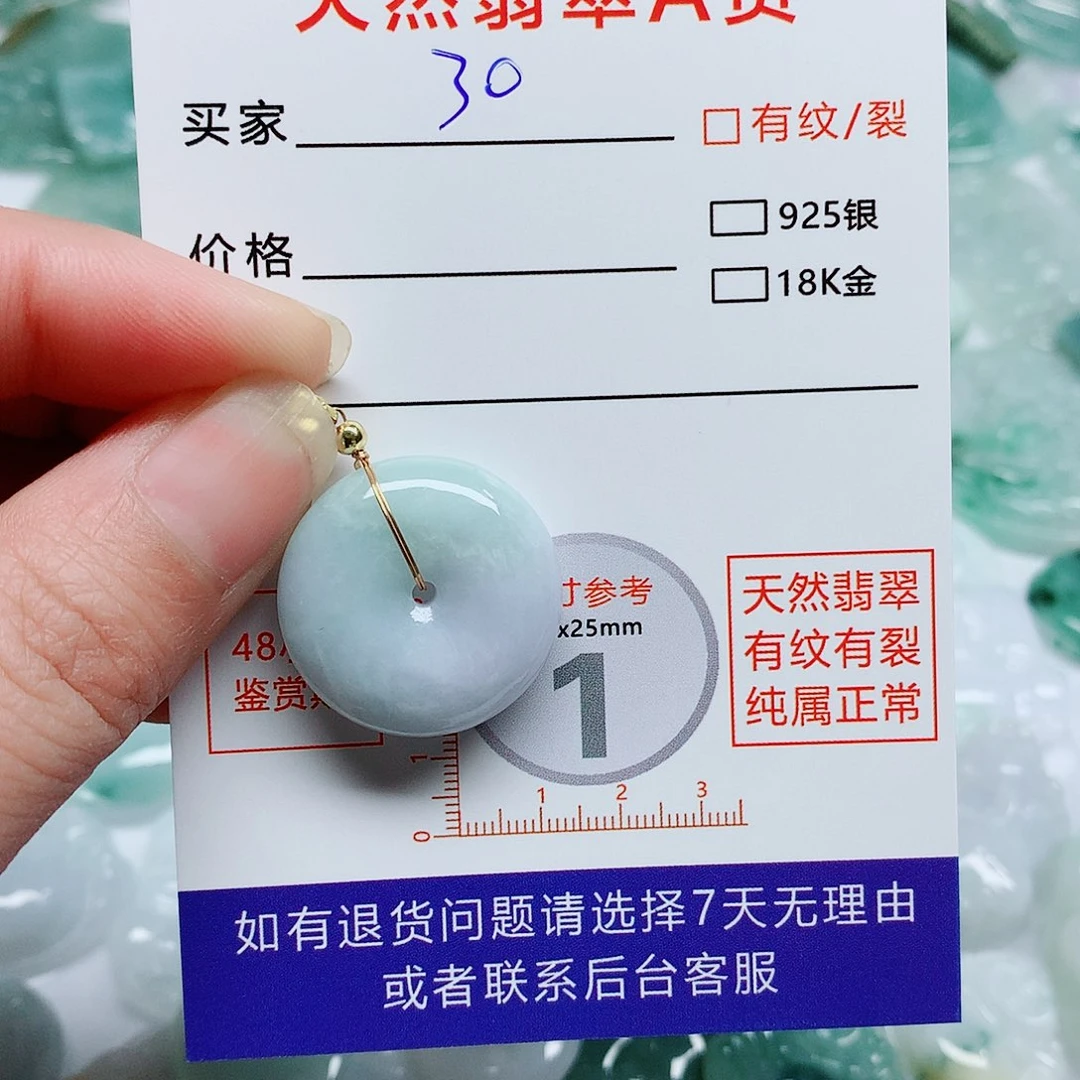 天然翡翠A货
30
买家
有纹/裂
925银
价格
18K金
48
鉴赏
寸参考
x25mm
1
天然翡翠
有纹有裂
纯属正常
1
0
1 2 3
如有退货问题请选择7天无理由
或者联系后台客服